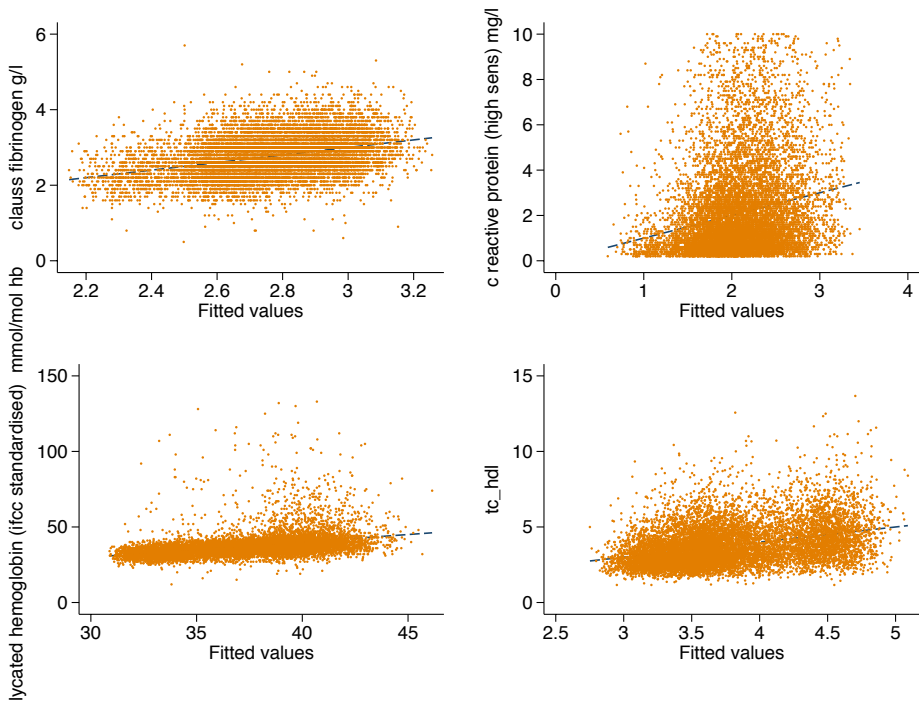 clauss fibrinogen g/l
6
4
2
0
2.2 2.4 2.6 2.8 3 3.2
Fitted values
c reactive protein (high sens) mg/l
10
8
6
4
2
0
0 1 2 3 4
Fitted values
lycated hemoglobin (ifcc standardised) mmol/mol hb
150
100
50
0
30 35 40 45
Fitted values
tc_hdl
15
10
5
0
2.5 3 3.5 4 4.5 5
Fitted values